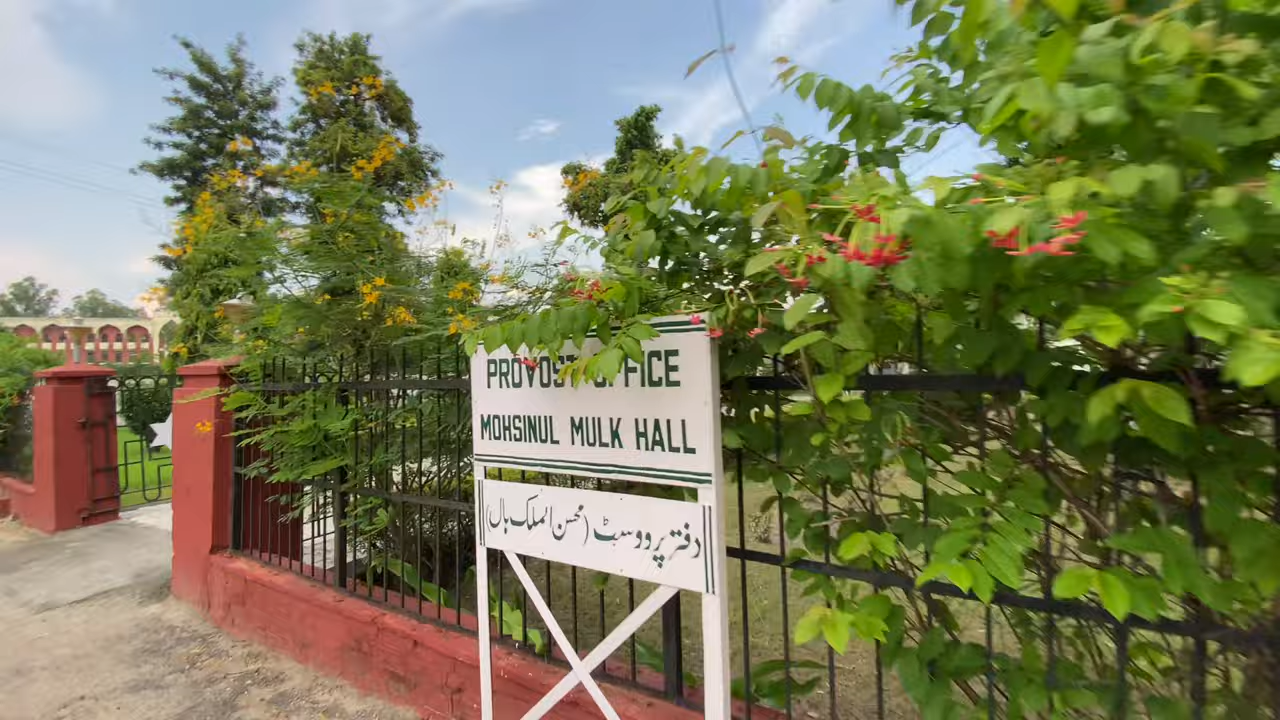 PROVOST OFFICE
MOHSINUL MULK HALL
دفتر پرووسٹ (محسن الملک ہال)